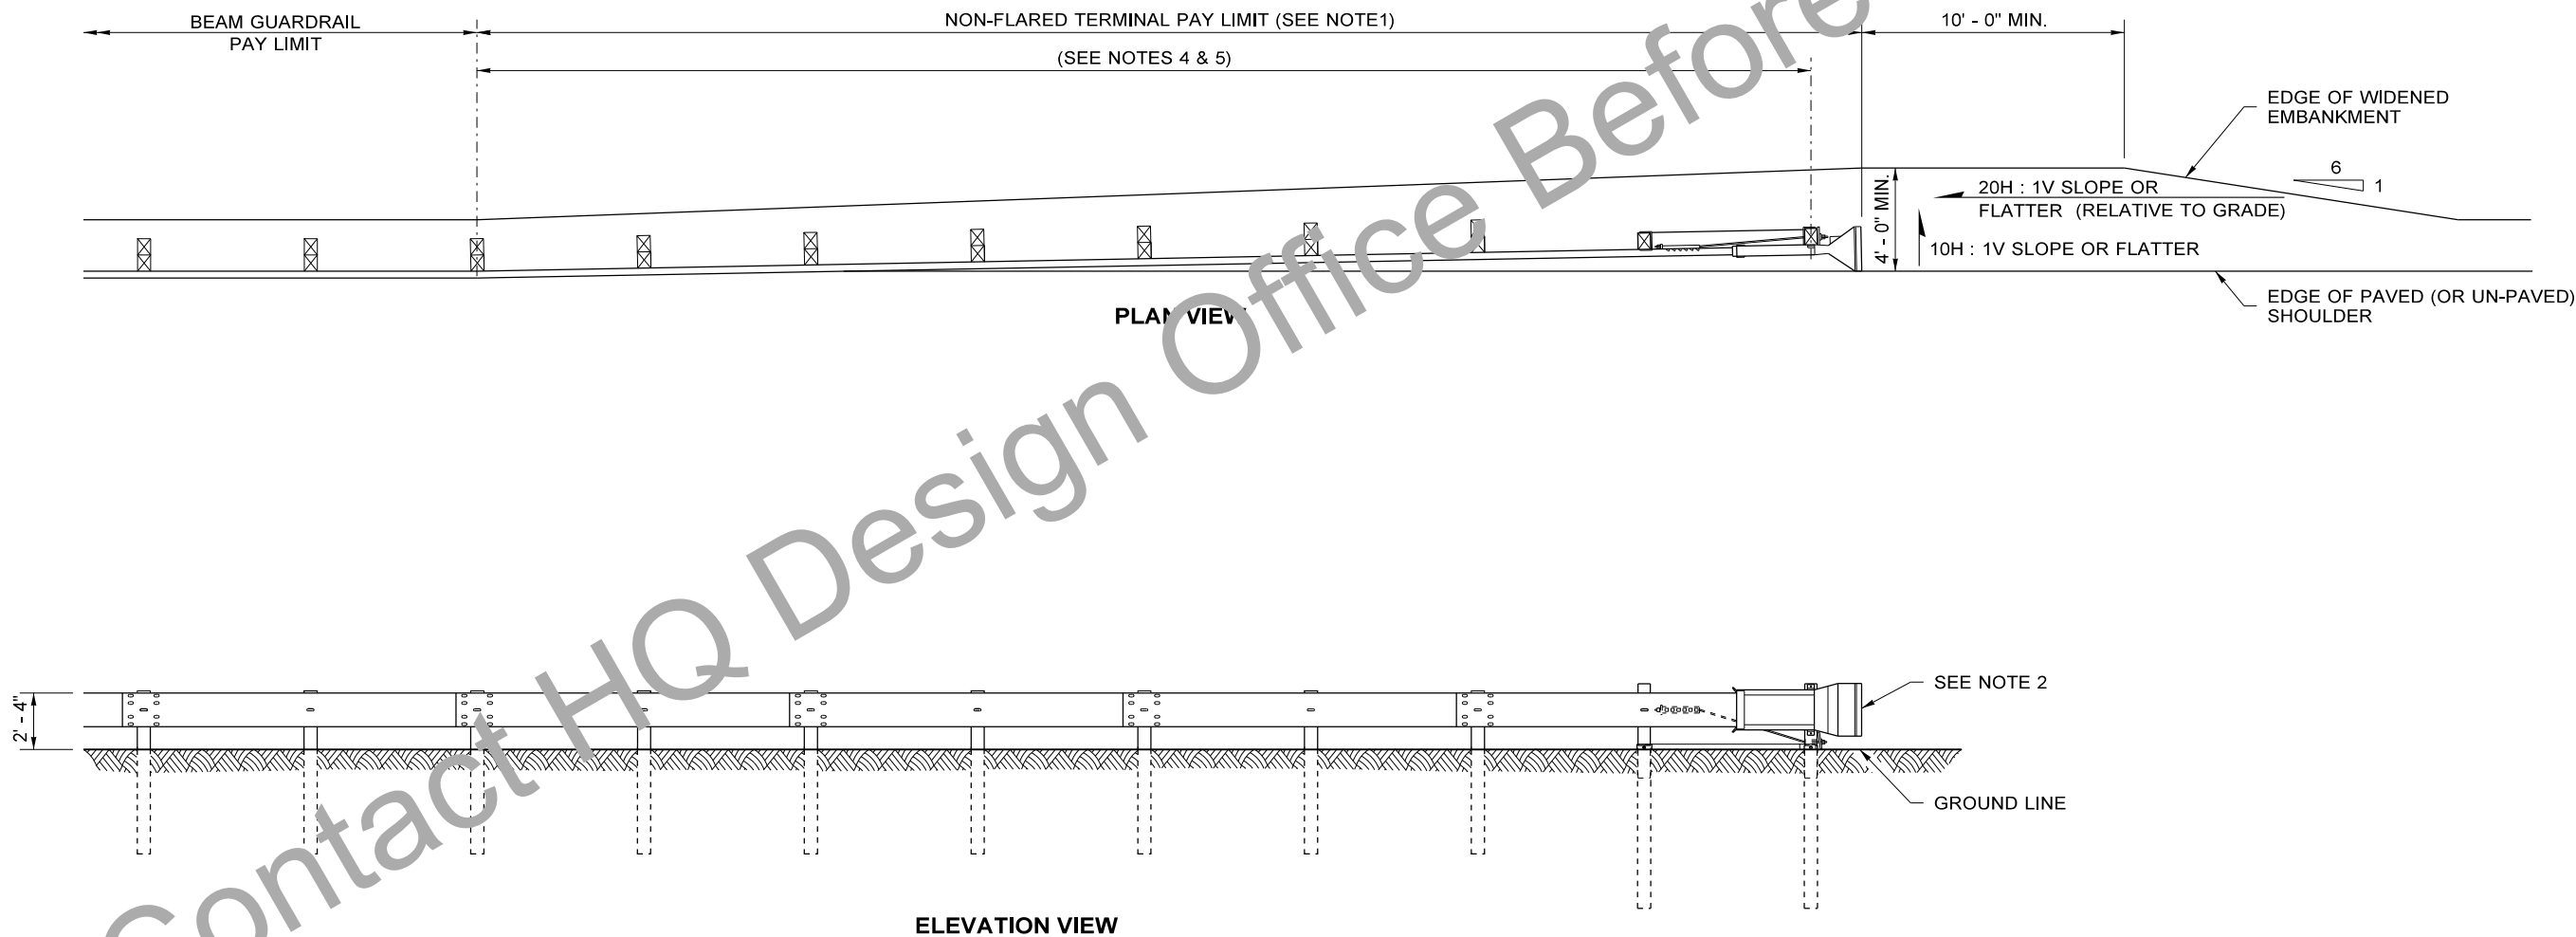 BEAM GUARDRAIL
PAY LIMIT
NON-FLARED TERMINAL PAY LIMIT (SEE NOTE1)
(SEE NOTES 4 & 5)
10' - 0" MIN.
EDGE OF WIDENED
EMBANKMENT
6
1
4' - 0" MIN.
20H : 1V SLOPE OR
FLATTER (RELATIVE TO GRADE)
10H : 1V SLOPE OR FLATTER
EDGE OF PAVED (OR UN-PAVED)
SHOULDER
PLAN VIEW
Contact HQ Design Office Before
2' - 4"
SEE NOTE 2
GROUND LINE
ELEVATION VIEW